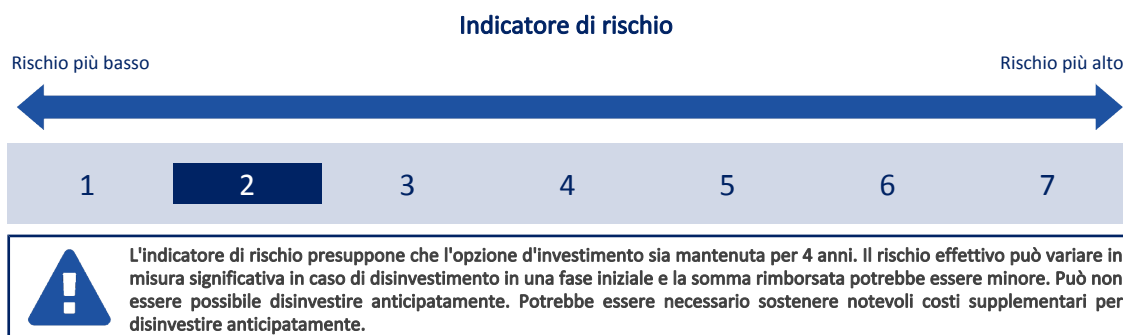 Indicatore di rischio
Rischio più basso
Rischio più alto
1 2 3 4 5 6 7
L'indicatore di rischio presuppone che l'opzione d'investimento sia mantenuta per 4 anni. Il rischio effettivo può variare in
misura significativa in caso di disinvestimento in una fase iniziale e la somma rimborsata potrebbe essere minore. Può non
essere possibile disinvestire anticipatamente. Potrebbe essere necessario sostenere notevoli costi supplementari per
disinvestire anticipatamente.